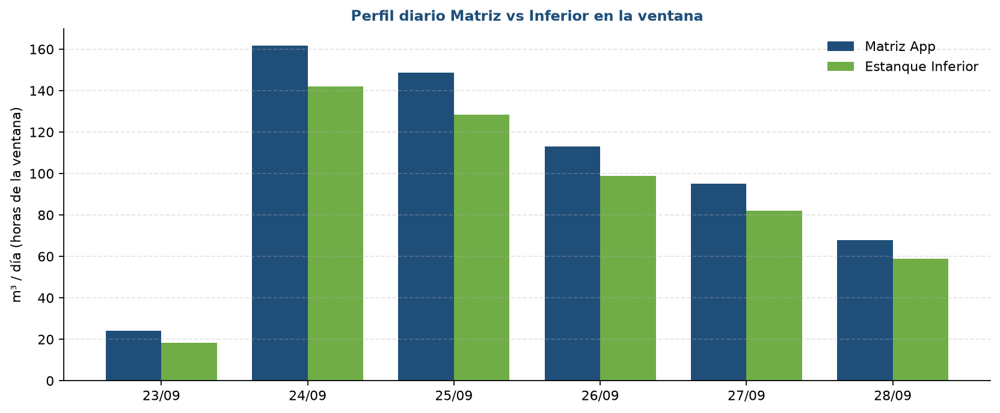 Perfil diario Matriz vs Inferior en la ventana
Matriz App
Estanque Inferior
m³ / día (horas de la ventana)
160
140
120
100
80
60
40
20
0
23/09 24/09 25/09 26/09 27/09 28/09